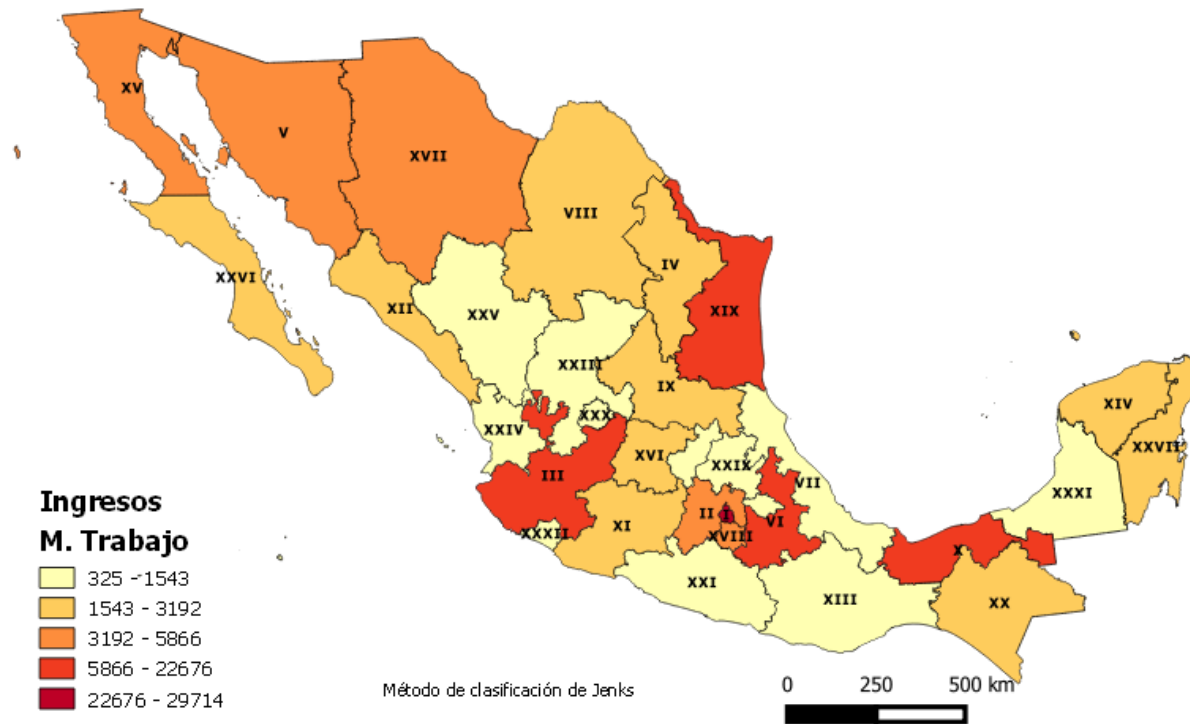 XV
V
XVII
VIII
IV
XXVI
XII
XXV
XIX
XXIII
IX
XXX
XXIV
XIV
XVI
XXIX
XXVII
III
VII
XXXI
II
I
VI
XXXII
XI
XVIII
X
XXI
XIII
XX
Ingresos
M. Trabajo
325 - 1543
1543 - 3192
3192 - 5866
5866 - 22676
22676 - 29714
Método de clasificación de Jenks
0 250 500 km